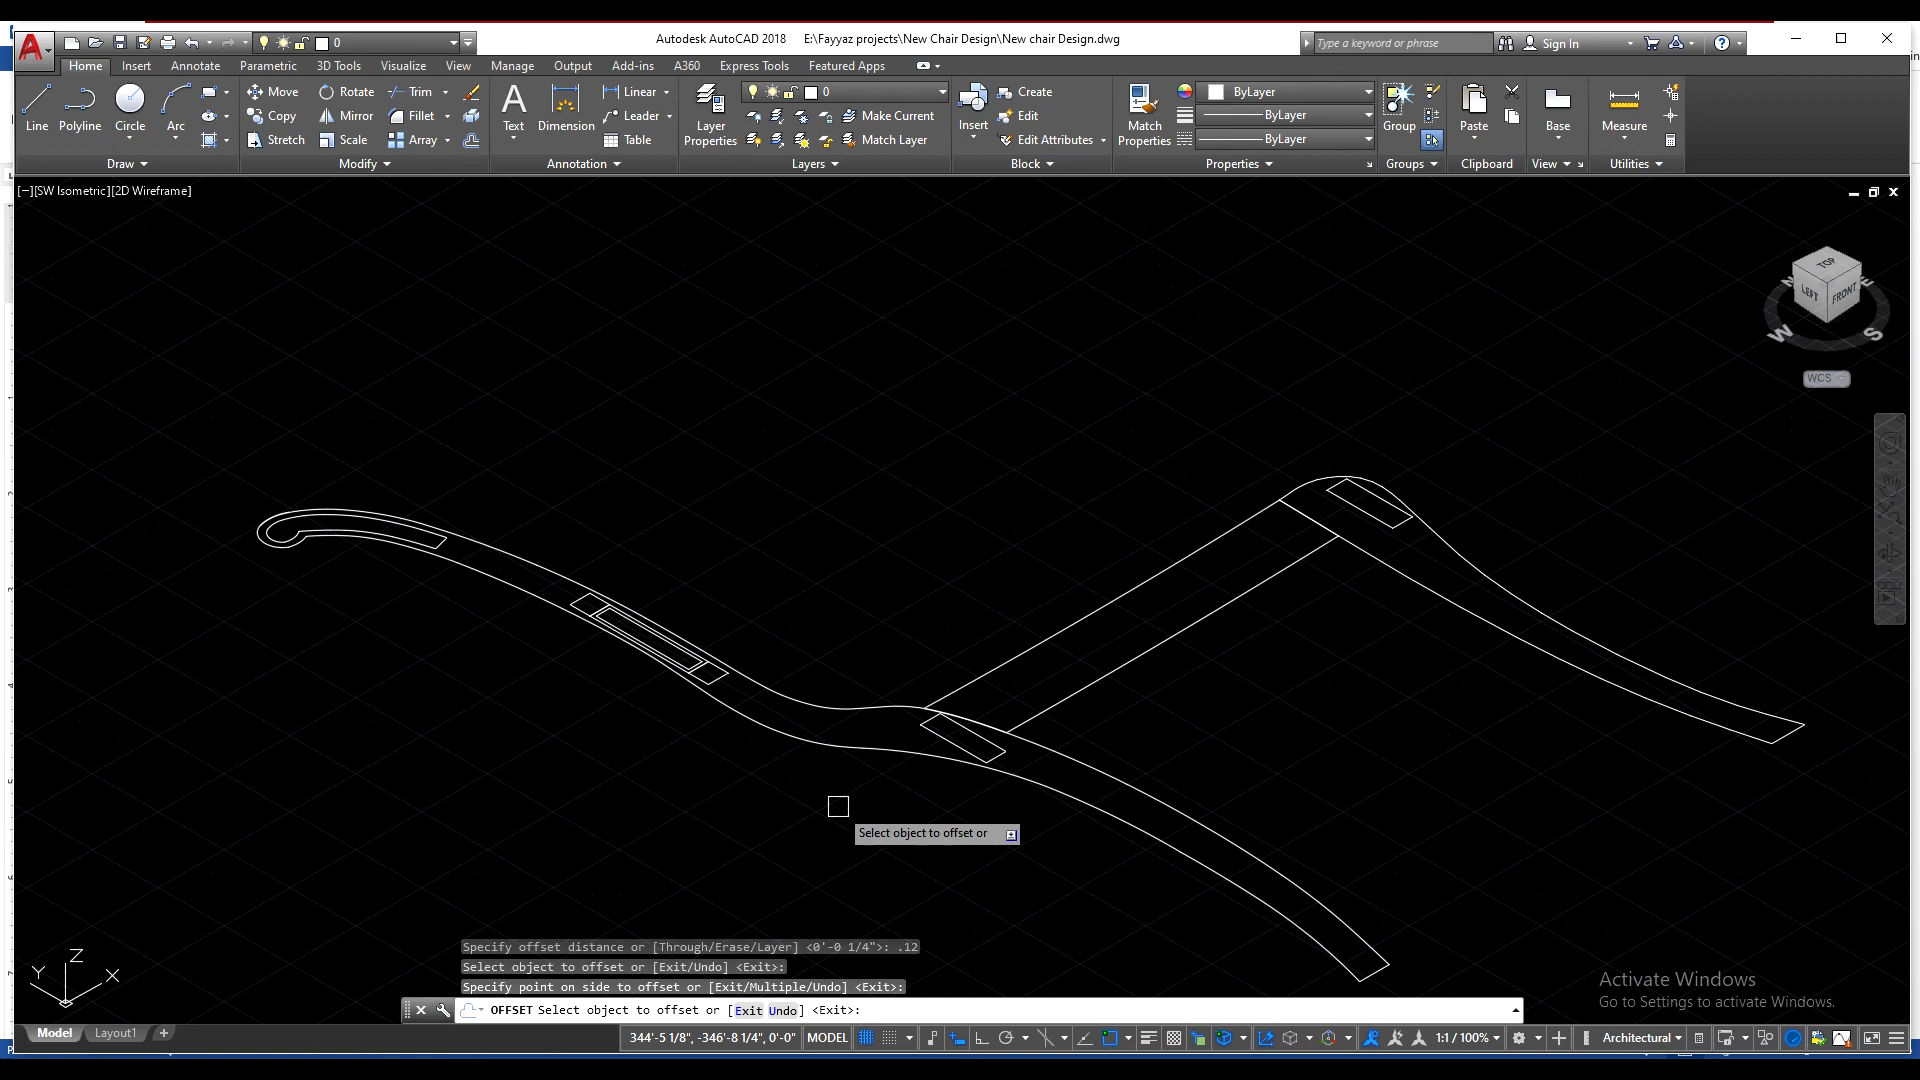 0
Autodesk AutoCAD 2018 E:\Fayyaz projects\New Chair Design\New chair Design.dwg
Type a keyword or phrase
Sign In
Home Insert Annotate Parametric 3D Tools Visualize View Manage Output Add-ins A360 Express Tools Featured Apps
Line Polyline Circle Arc
Draw
Move Rotate Trim
Copy Mirror Fillet
Stretch Scale Array
Modify
Text Dimension
Linear
Leader
Table
Annotation
Layer Properties
0
Make Current
Match Layer
Layers
Insert
Create
Edit
Edit Attributes
Block
Match Properties
ByLayer
ByLayer
ByLayer
Properties
Group
Groups
Paste
Clipboard
Base
View
Measure
Utilities
[−][SW Isometric][2D Wireframe]
TOP
LEFT FRONT
W S
WCS
Select object to offset or
Z
Y X
Specify offset distance or [Through/Erase/Layer] <0'-0 1/4">: .12
Select object to offset or [Exit/Undo] <Exit>:
Specify point on side to offset or [Exit/Multiple/Undo] <Exit>:
OFFSET Select object to offset or [Exit Undo] <Exit>:
Activate Windows
Go to Settings to activate Windows.
Model Layout1 +
344'-5 1/8", -346'-8 1/4", 0'-0" MODEL 1:1 / 100% Architectural